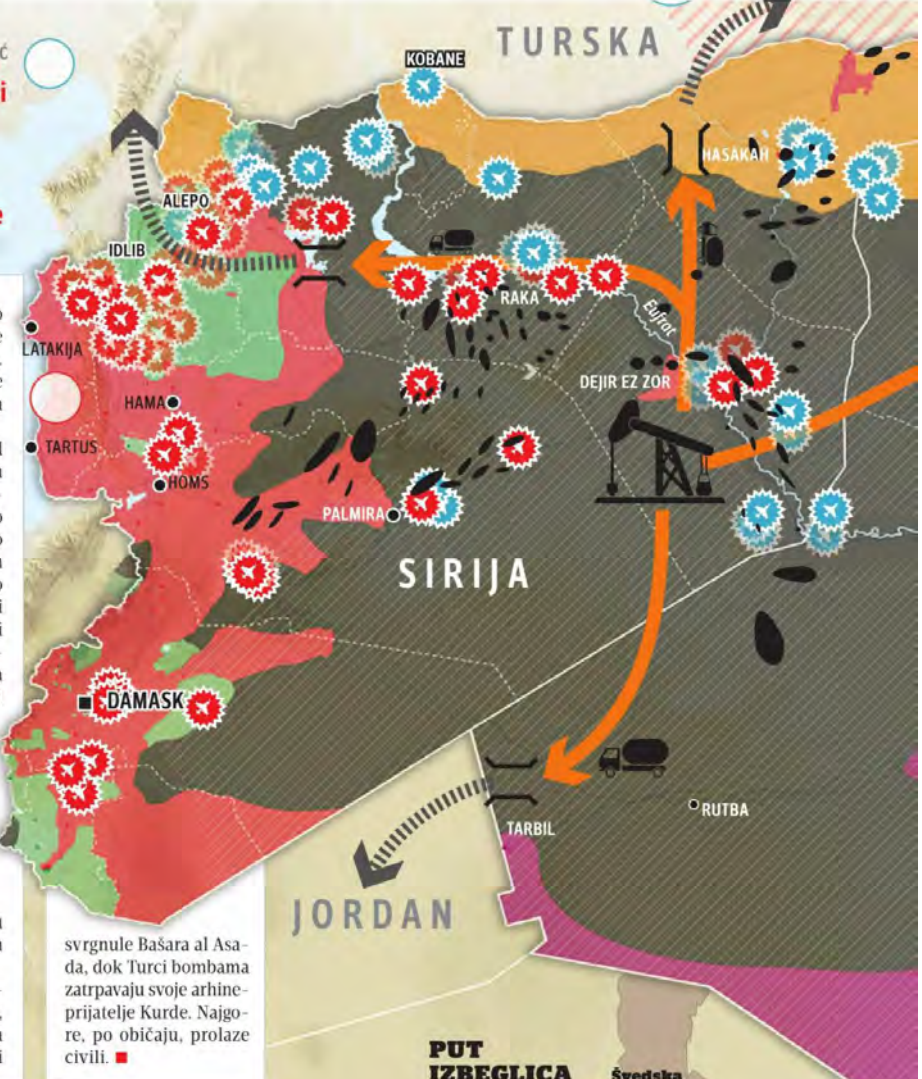 TURSKA
KOBANE
HASAKAH
ALEPO
IDLIB
RAKA
Eufrat
LATAKIJA
DEJIR EZ ZOR
HAMA
TARTUS
HOMS
PALMIRA
SIRIJA
DAMASK
RUTBA
TARBIL
JORDAN
svrgnule Bašara al Asa-
da, dok Turci bombama
zatrpavaju svoje arhine-
prijatelje Kurde. Najgo-
re, po običaju, prolaze
civili.
PUT
IZBEGLICA
Švedska